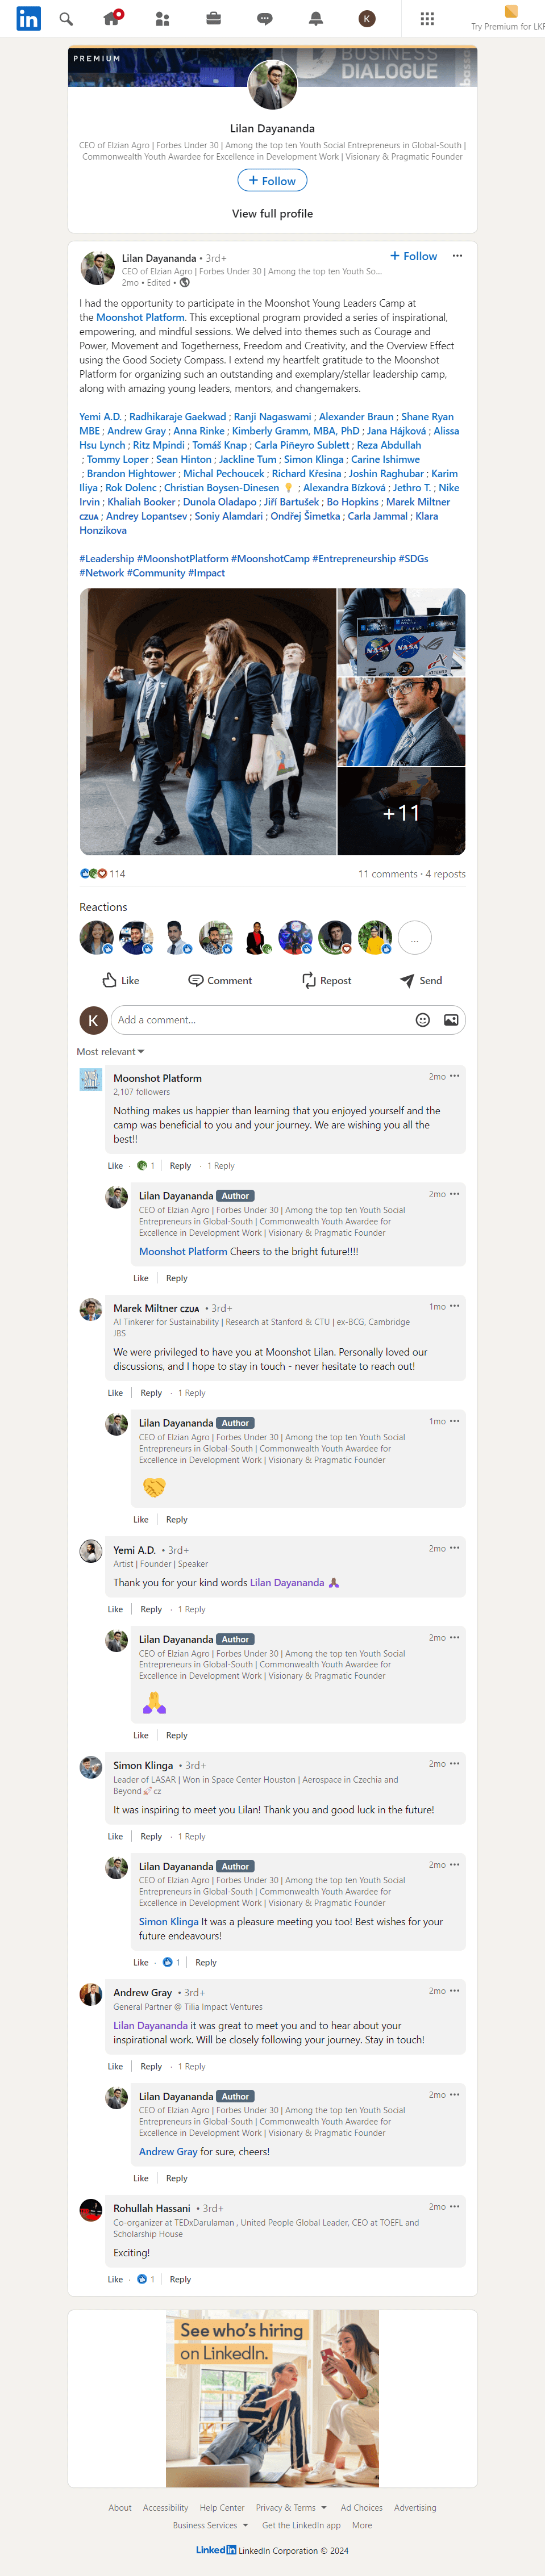 in
K
Try Premium for LKR
PREMIUM
BUSINESS
DIALOGUE
Lilan Dayananda
CEO of Elzian Agro | Forbes Under 30 | Among the top ten Youth Social Entrepreneurs in Global-South |
Commonwealth Youth Awardee for Excellence in Development Work | Visionary & Pragmatic Founder
+ Follow
View full profile
Lilan Dayananda • 3rd+
+ Follow
CEO of Elzian Agro | Forbes Under 30 | Among the top ten Youth So...
2mo • Edited •
I had the opportunity to participate in the Moonshot Young Leaders Camp at
the Moonshot Platform. This exceptional program provided a series of inspirational,
empowering, and mindful sessions. We delved into themes such as Courage and
Power, Movement and Togetherness, Freedom and Creativity, and the Overview Effect
using the Good Society Compass. I extend my heartfelt gratitude to the Moonshot
Platform for organizing such an outstanding and exemplary/stellar leadership camp,
along with amazing young leaders, mentors, and changemakers.
Yemi A.D. ; Radhikaraje Gaekwad ; Ranji Nagaswami ; Alexander Braun ; Shane Ryan
MBE ; Andrew Gray ; Anna Rinke ; Kimberly Gramm, MBA, PhD ; Jana Hájková ; Alissa
Hsu Lynch ; Ritz Mpindi ; Tomáš Knap ; Carla Piñeyro Sublett ; Reza Abdullah
; Tommy Loper ; Sean Hinton ; Jackline Tum ; Simon Klinga ; Carine Ishimwe
; Brandon Hightower ; Michal Pechoucek ; Richard Křesina ; Joshin Raghubar ; Karim
Iliya ; Rok Dolenc ; Christian Boysen-Dinesen 💡 ; Alexandra Bízková ; Jethro T. ; Nike
Irvin ; Khaliah Booker ; Dunola Oladapo ; Jiří Bartušek ; Bo Hopkins ; Marek Miltner
ᴄᴢᴜᴀ ; Andrey Lopantsev ; Soniy Alamdari ; Ondřej Šimetka ; Carla Jammal ; Klara
Honzikova
#Leadership #MoonshotPlatform #MoonshotCamp #Entrepreneurship #SDGs
#Network #Community #Impact
NASA NASA
ARTEMIS
+11
114
11 comments · 4 reposts
Reactions
...
Like Comment Repost Send
K
Add a comment...
Most relevant
Moonshot Platform
2mo
2,107 followers
Nothing makes us happier than learning that you enjoyed yourself and the
camp was beneficial to you and your journey. We are wishing you all the
best!!
Like · 1 | Reply · 1 Reply
Lilan Dayananda Author
2mo
CEO of Elzian Agro | Forbes Under 30 | Among the top ten Youth Social
Entrepreneurs in Global-South | Commonwealth Youth Awardee for
Excellence in Development Work | Visionary & Pragmatic Founder
Moonshot Platform Cheers to the bright future!!!!
Like | Reply
Marek Miltner ᴄᴢᴜᴀ • 3rd+
1mo
AI Tinkerer for Sustainability | Research at Stanford & CTU | ex-BCG, Cambridge
JBS
We were privileged to have you at Moonshot Lilan. Personally loved our
discussions, and I hope to stay in touch - never hesitate to reach out!
Like | Reply · 1 Reply
Lilan Dayananda Author
1mo
CEO of Elzian Agro | Forbes Under 30 | Among the top ten Youth Social
Entrepreneurs in Global-South | Commonwealth Youth Awardee for
Excellence in Development Work | Visionary & Pragmatic Founder
🤝
Like | Reply
Yemi A.D. • 3rd+
2mo
Artist | Founder | Speaker
Thank you for your kind words Lilan Dayananda 🙏🏾
Like | Reply · 1 Reply
Lilan Dayananda Author
2mo
CEO of Elzian Agro | Forbes Under 30 | Among the top ten Youth Social
Entrepreneurs in Global-South | Commonwealth Youth Awardee for
Excellence in Development Work | Visionary & Pragmatic Founder
🙏
Like | Reply
Simon Klinga • 3rd+
2mo
Leader of LASAR | Won in Space Center Houston | Aerospace in Czechia and
Beyond🚀 cz
It was inspiring to meet you Lilan! Thank you and good luck in the future!
Like | Reply · 1 Reply
Lilan Dayananda Author
2mo
CEO of Elzian Agro | Forbes Under 30 | Among the top ten Youth Social
Entrepreneurs in Global-South | Commonwealth Youth Awardee for
Excellence in Development Work | Visionary & Pragmatic Founder
Simon Klinga It was a pleasure meeting you too! Best wishes for your
future endeavours!
Like · 1 | Reply
Andrew Gray • 3rd+
2mo
General Partner @ Tilia Impact Ventures
Lilan Dayananda it was great to meet you and to hear about your
inspirational work. Will be closely following your journey. Stay in touch!
Like | Reply · 1 Reply
Lilan Dayananda Author
2mo
CEO of Elzian Agro | Forbes Under 30 | Among the top ten Youth Social
Entrepreneurs in Global-South | Commonwealth Youth Awardee for
Excellence in Development Work | Visionary & Pragmatic Founder
Andrew Gray for sure, cheers!
Like | Reply
Rohullah Hassani • 3rd+
2mo
Co-organizer at TEDxDarulaman , United People Global Leader, CEO at TOEFL and
Scholarship House
Exciting!
Like · 1 | Reply
See who's hiring
on LinkedIn.
About Accessibility Help Center Privacy & Terms Ad Choices Advertising
Business Services Get the LinkedIn app More
LinkedIn LinkedIn Corporation © 2024